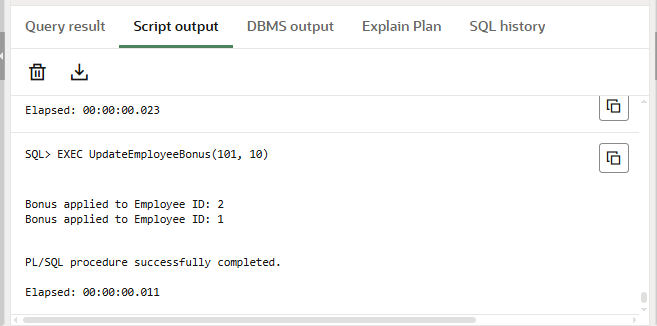 Query result Script output DBMS output Explain Plan SQL history
Elapsed: 00:00:00.023
SQL> EXEC UpdateEmployeeBonus(101, 10)
Bonus applied to Employee ID: 2
Bonus applied to Employee ID: 1
PL/SQL procedure successfully completed.
Elapsed: 00:00:00.011